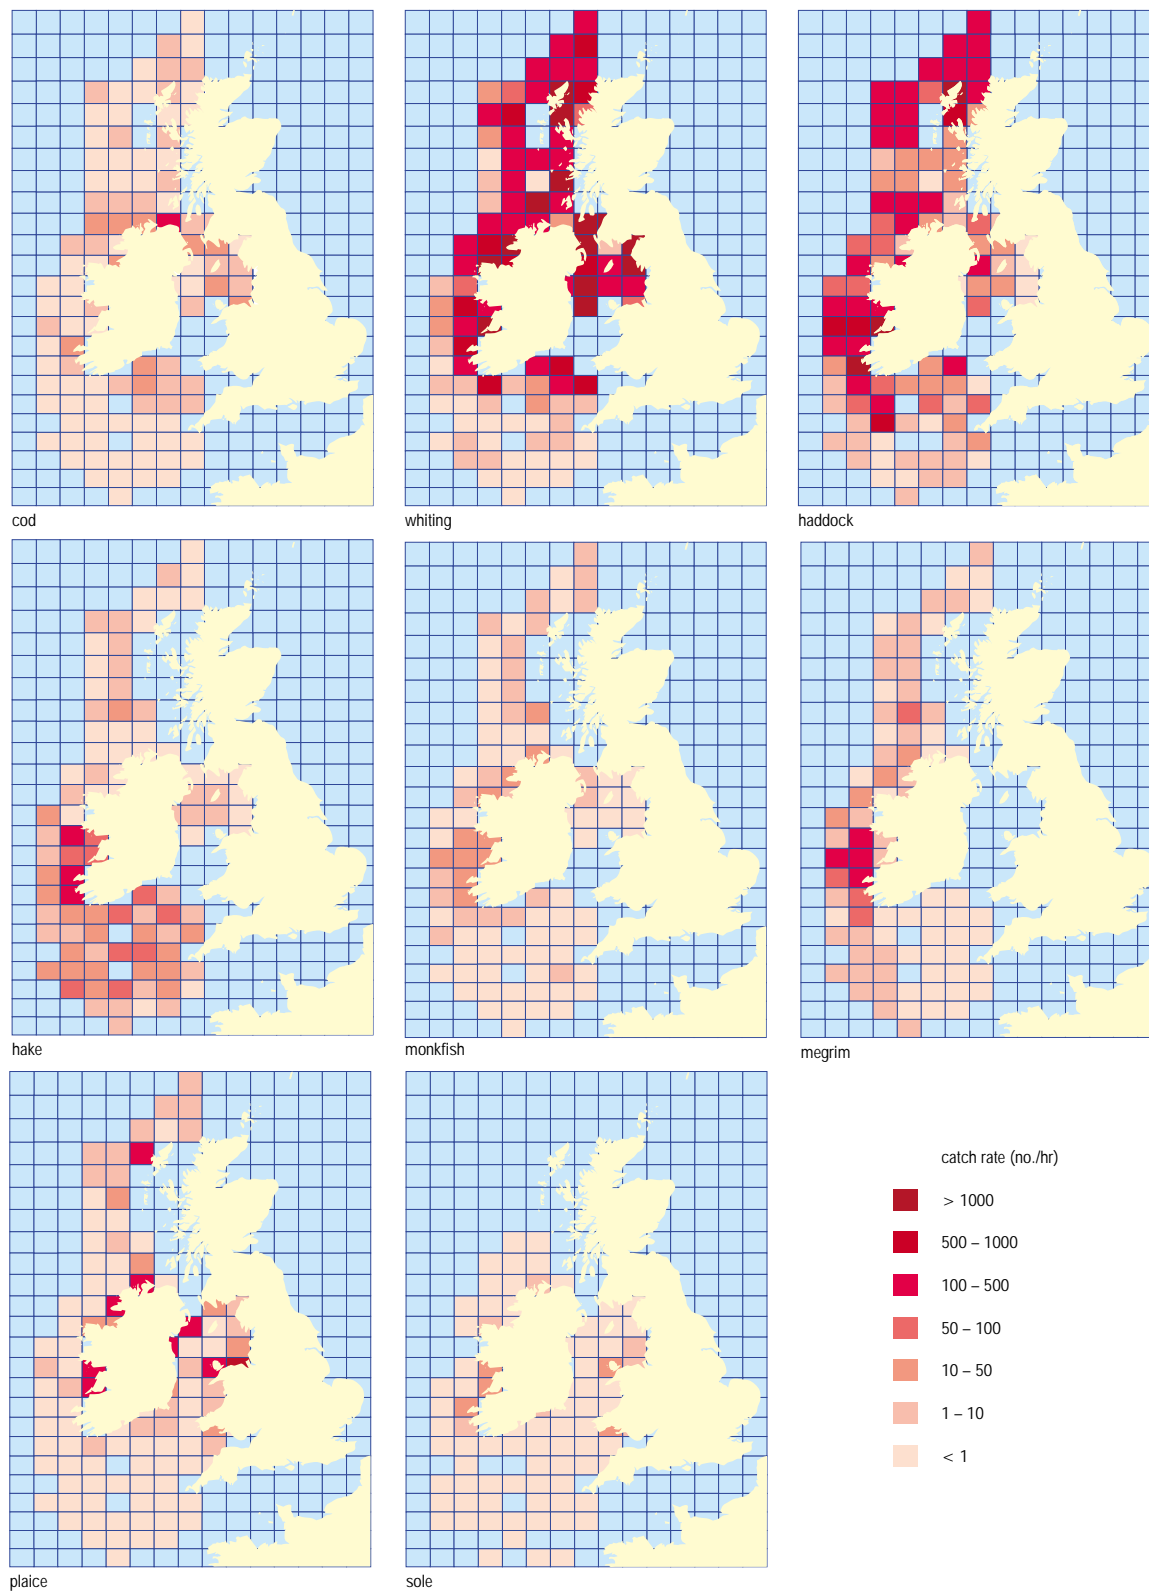 cod
whiting
haddock
hake
monkfish
megrim
catch rate (no./hr)
> 1000
500 – 1000
100 – 500
50 – 100
10 – 50
1 – 10
< 1
plaice
sole